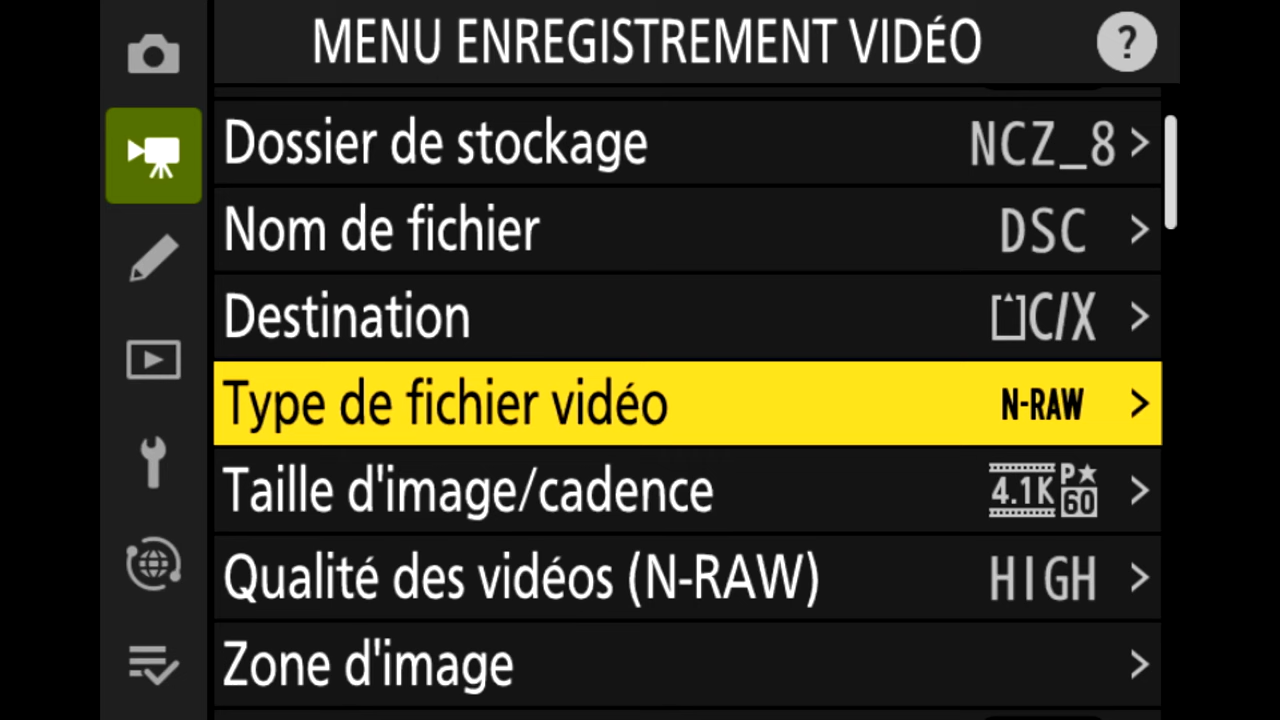 MENU ENREGISTREMENT VIDÉO ?
Dossier de stockage NCZ_8 >
Nom de fichier DSC >
Destination C/X >
Type de fichier vidéo N-RAW >
Taille d'image/cadence 4.1K P★ 60 >
Qualité des vidéos (N-RAW) HIGH >
Zone d'image >